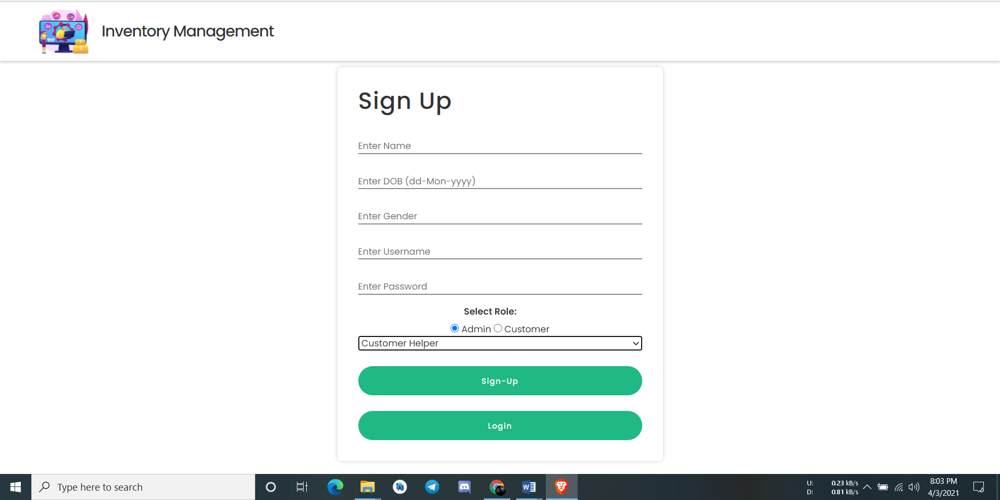 Inventory Management
Sign Up
Enter Name
Enter DOB (dd-Mon-yyyy)
Enter Gender
Enter Username
Enter Password
Select Role:
Admin Customer
Customer Helper
Sign-Up
Login
Type here to search
U: 0.23 kB/s
D: 0.81 kB/s
8:03 PM
4/3/2021